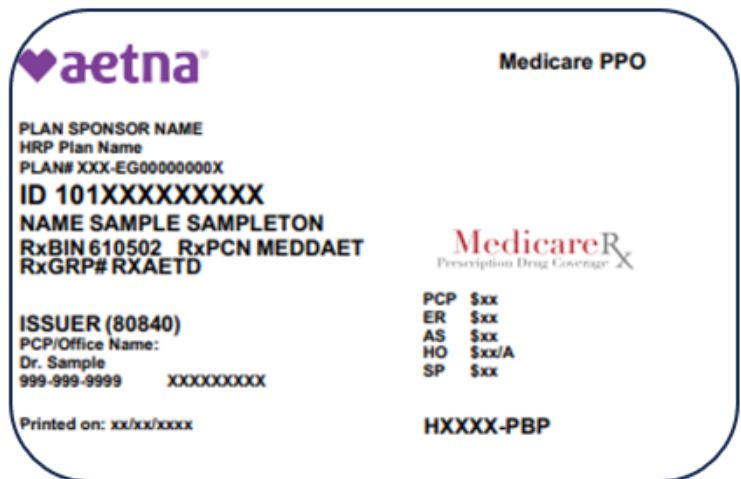 aetna
Medicare PPO
PLAN SPONSOR NAME
HRP Plan Name
PLAN# XXX-EG00000000X
ID 101XXXXXXXXX
NAME SAMPLE SAMPLETON
RxBIN 610502 RxPCN MEDDAET
RxGRP# RXAETD
MedicareRx
Prescription Drug Coverage
ISSUER (80840)
PCP/Office Name:
Dr. Sample
999-999-9999 XXXXXXXXX
PCP $xx
ER $xx
AS $xx
HO $xx/A
SP $xx
Printed on: xx/xx/xxxx
HXXXX-PBP